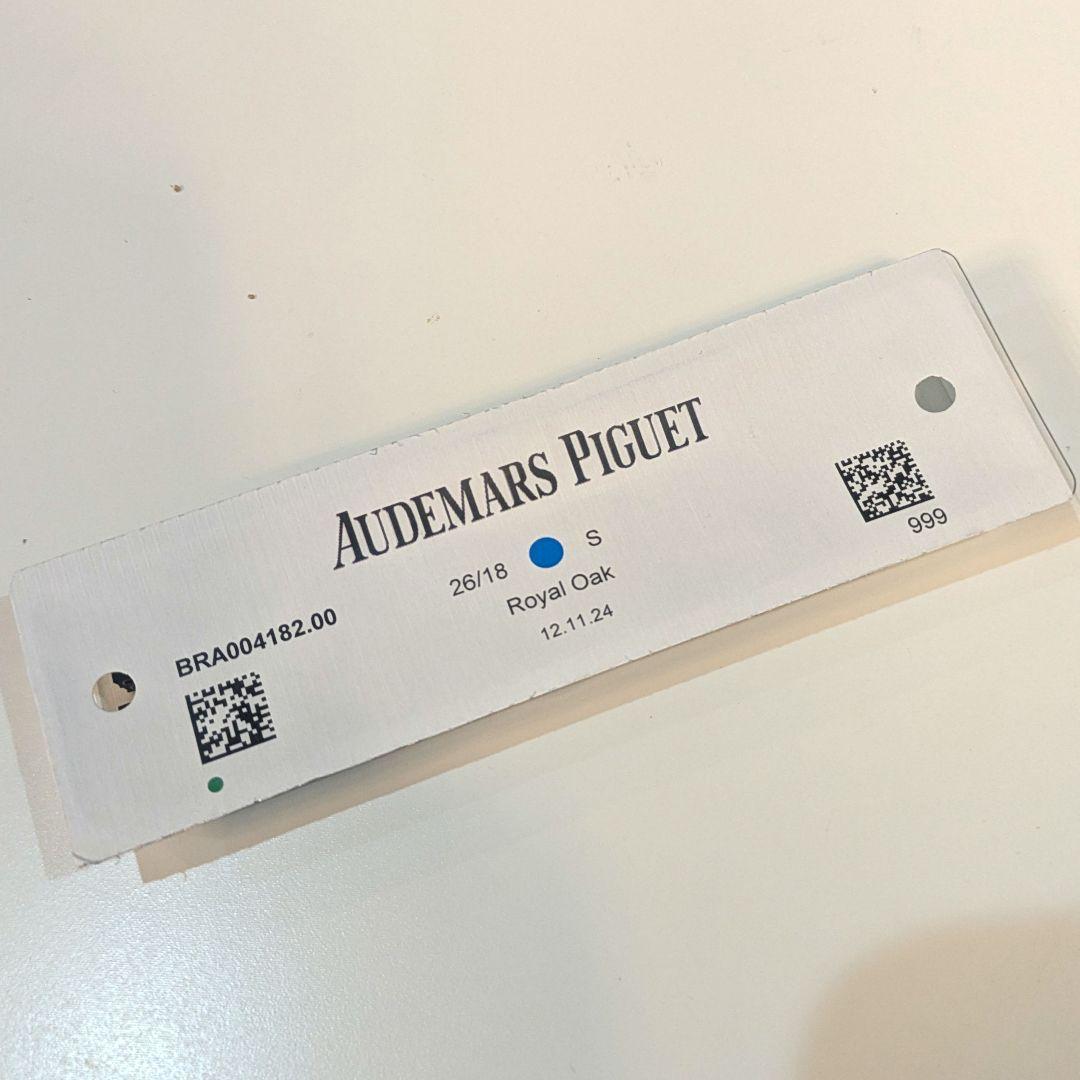 AUDEMARS PIGUET
26/18 S
Royal Oak
12.11.24
BRA004182.00
999